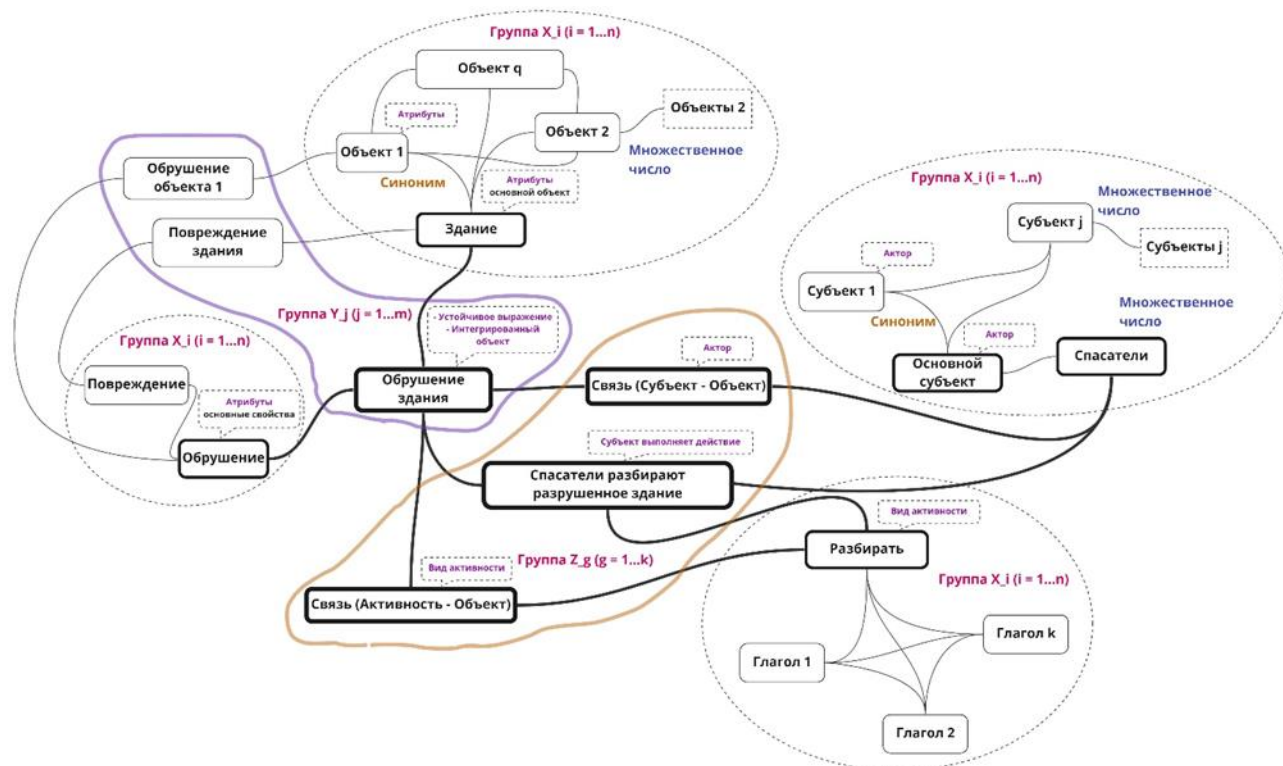 Группа X_i (i = 1...n)
Объект q
Объекты 2
Атрибуты
Объект 2
Объект 1
Множественное
число
Синоним
Атрибуты
основной объект
Здание
Обрушение
объекта 1
Повреждение
здания
Группа X_i (i = 1...n)
Множественное
число
Субъект j
Субъекты j
Актор
Субъект 1
Синоним
Множественное
число
Актор
Основной
субъект
Спасатели
Группа Y_j (j = 1...m)
- Устойчивое выражение
- Интегрированный
объект
Группа X_i (i = 1...n)
Повреждение
Атрибуты
основные свойства
Обрушение
Обрушение
здания
Актор
Связь (Субъект - Объект)
Субъект выполняет действие
Спасатели разбирают
разрушенное здание
Вид активности
Разбирать
Группа Z_g (g = 1...k)
Вид активности
Связь (Активность - Объект)
Группа X_i (i = 1...n)
Глагол k
Глагол 1
Глагол 2